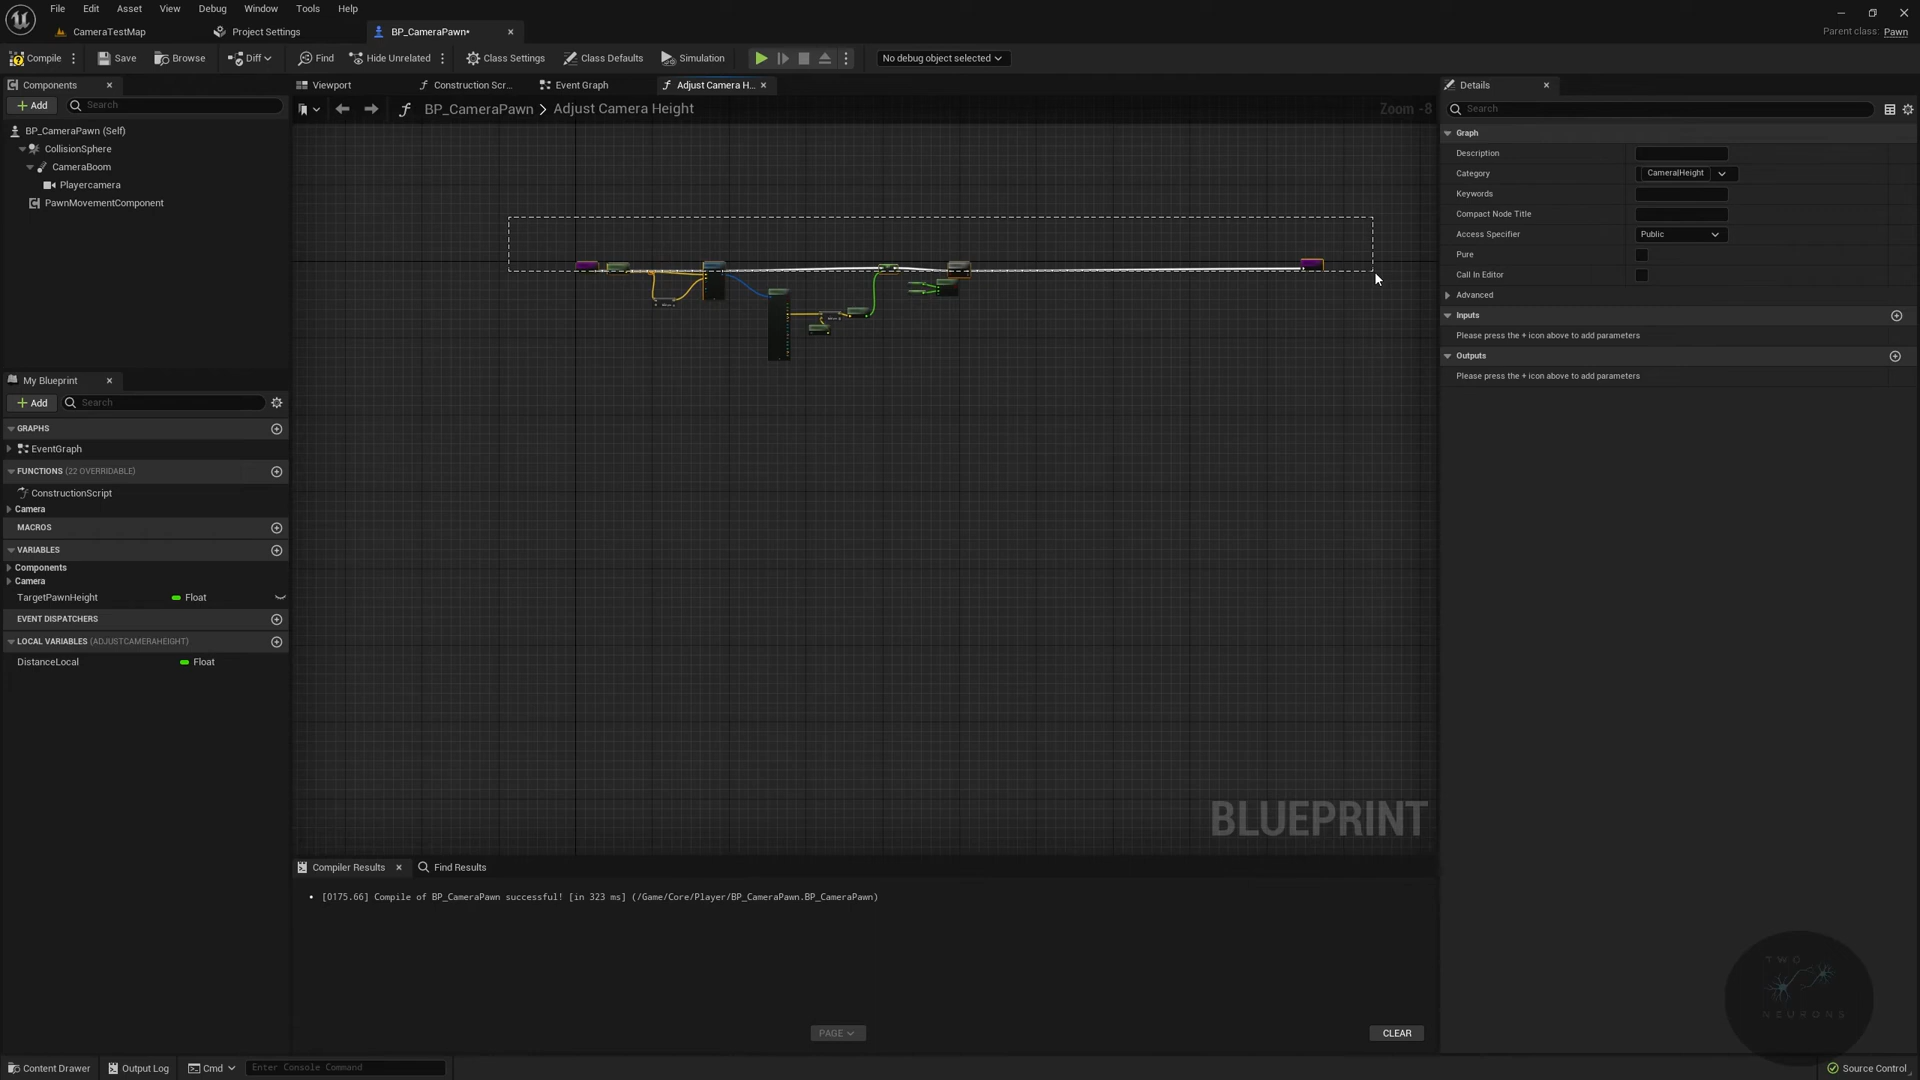 File Edit Asset View Debug Window Tools Help
CameraTestMap Project Settings BP_CameraPawn•
Parent class: Pawn
Compile Save Browse Diff Find Hide Unrelated Class Settings Class Defaults Simulation No debug object selected
Components
Add Search
BP_CameraPawn (Self)
CollisionSphere
CameraBoom
Playercamera
PawnMovementComponent
My Blueprint
Add Search
GRAPHS
EventGraph
FUNCTIONS (22 OVERRIDABLE)
ConstructionScript
Camera
MACROS
VARIABLES
Components
Camera
TargetPawnHeight Float
EVENT DISPATCHERS
LOCAL VARIABLES (ADJUSTCAMERAHEIGHT)
DistanceLocal Float
Viewport Construction Scr... Event Graph Adjust Camera H...
BP_CameraPawn > Adjust Camera Height Zoom -8
BLUEPRINT
Compiler Results Find Results
• [0175.66] Compile of BP_CameraPawn successful! [in 323 ms] (/Game/Core/Player/BP_CameraPawn.BP_CameraPawn)
PAGE CLEAR
Details
Search
Graph
Description
Category Camera|Height
Keywords
Compact Node Title
Access Specifier Public
Pure
Call In Editor
Advanced
Inputs
Please press the + icon above to add parameters
Outputs
Please press the + icon above to add parameters
TWO
NEURONS
Content Drawer Output Log Cmd Enter Console Command Source Control